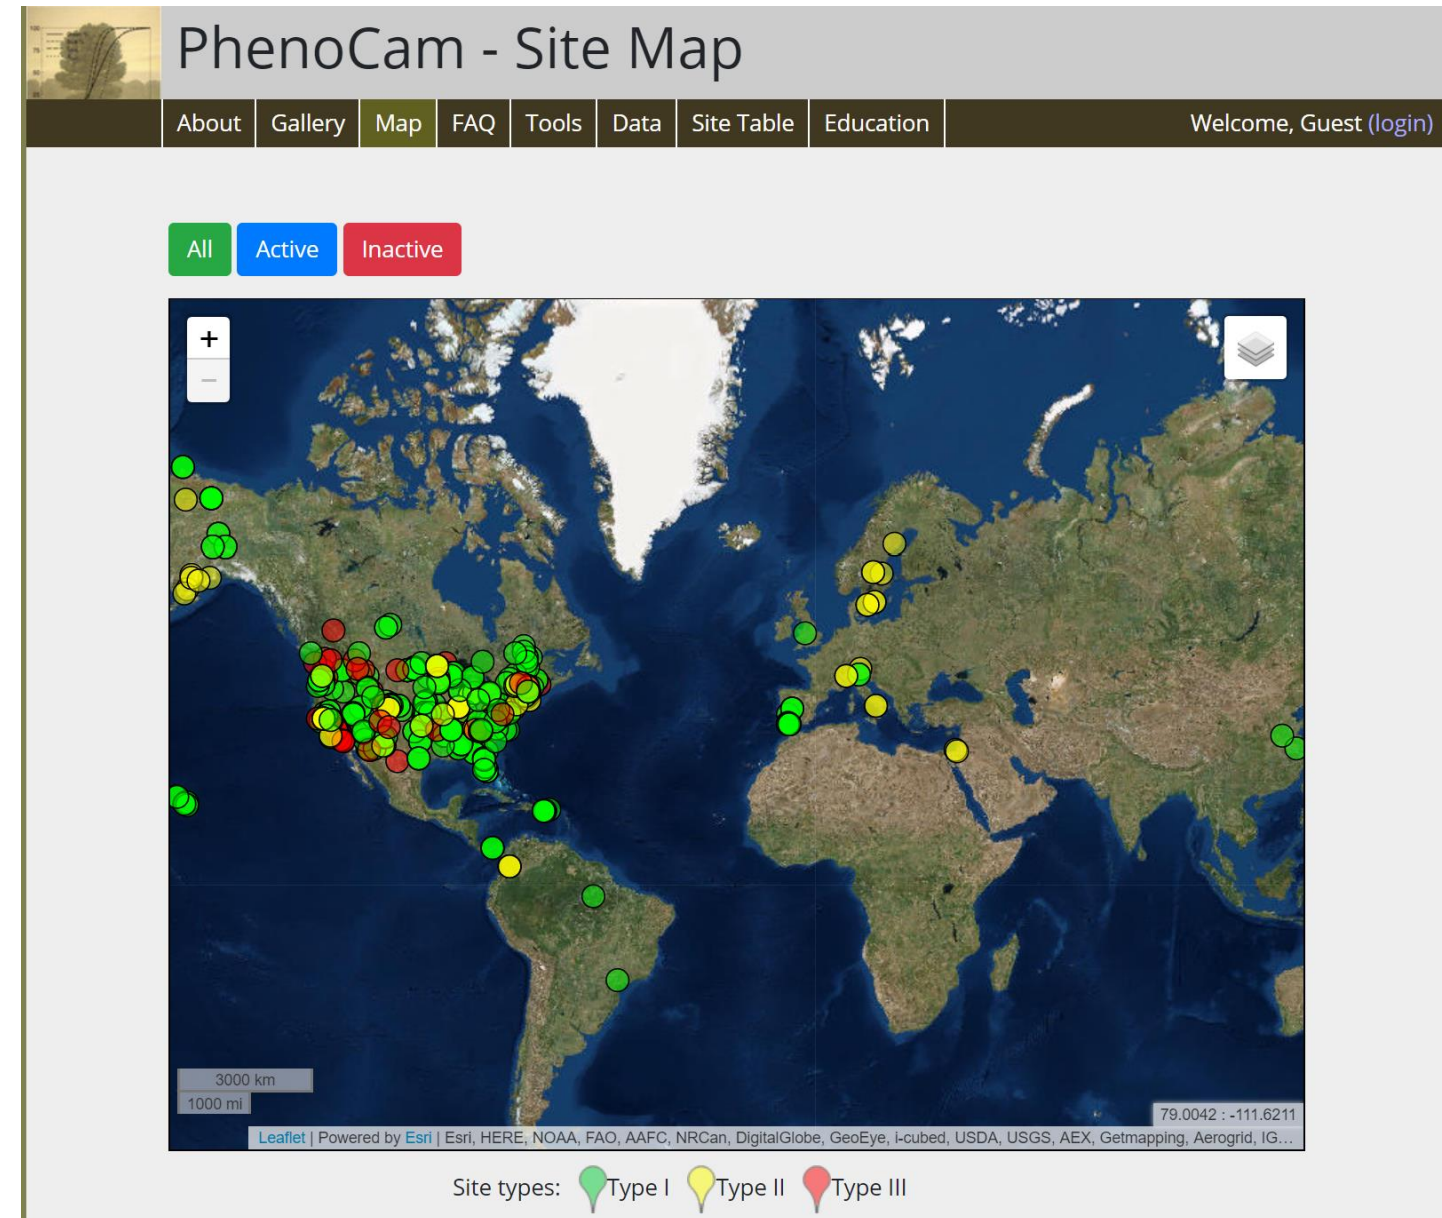 PhenoCam - Site Map
About Gallery Map FAQ Tools Data Site Table Education Welcome, Guest (login)
All Active Inactive
+
−
3000 km
1000 mi
79.0042 : -111.6211
Leaflet | Powered by Esri | Esri, HERE, NOAA, FAO, AAFC, NRCan, DigitalGlobe, GeoEye, i-cubed, USDA, USGS, AEX, Getmapping, Aerogrid, IG...
Site types: Type I Type II Type III